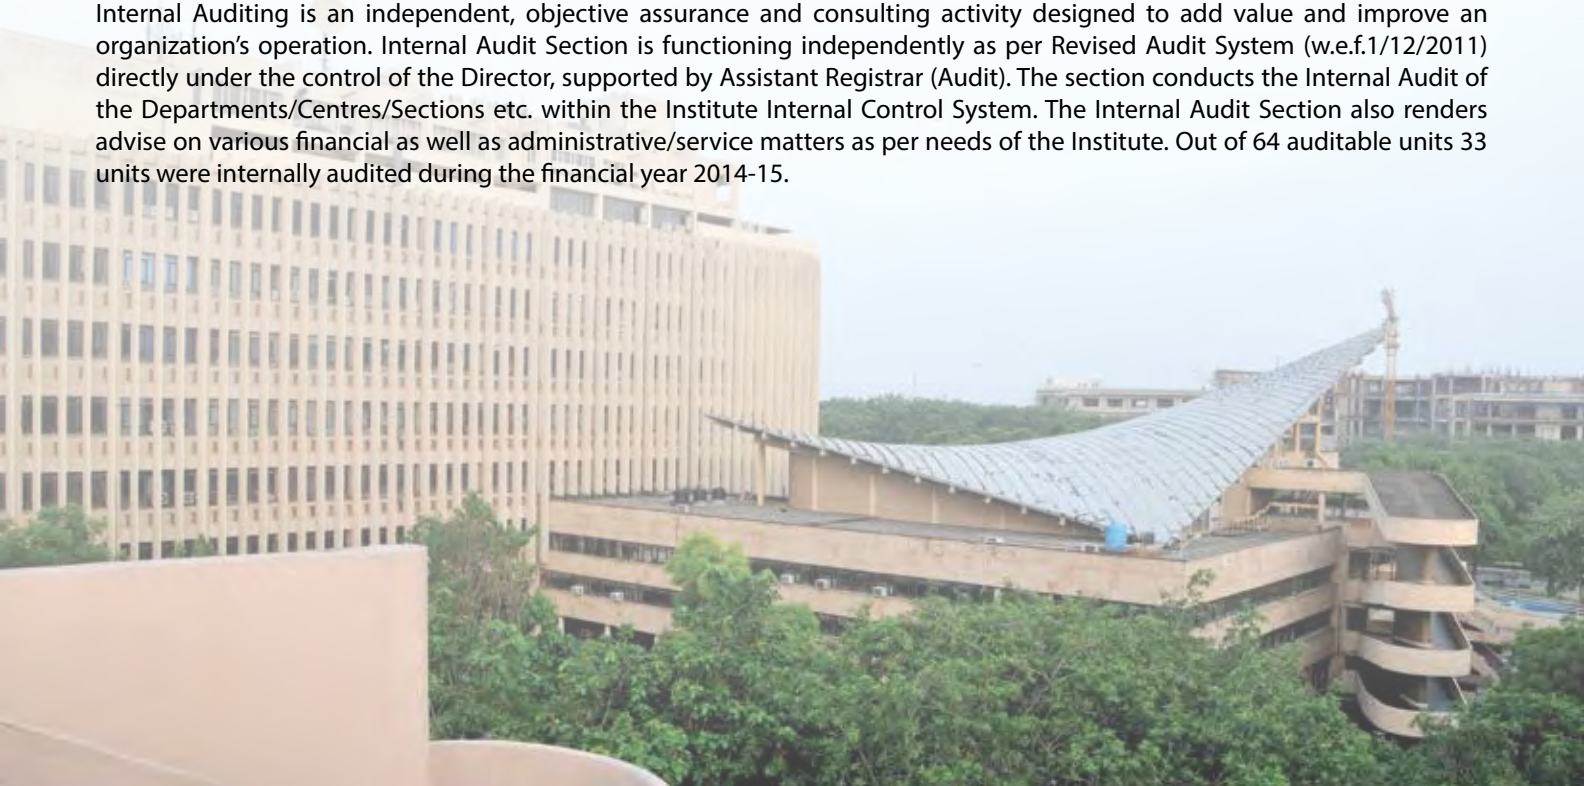 Internal Auditing is an independent, objective assurance and consulting activity designed to add value and improve an
organization’s operation. Internal Audit Section is functioning independently as per Revised Audit System (w.e.f.1/12/2011)
directly under the control of the Director, supported by Assistant Registrar (Audit). The section conducts the Internal Audit of
the Departments/Centres/Sections etc. within the Institute Internal Control System. The Internal Audit Section also renders
advise on various financial as well as administrative/service matters as per needs of the Institute. Out of 64 auditable units 33
units were internally audited during the financial year 2014-15.